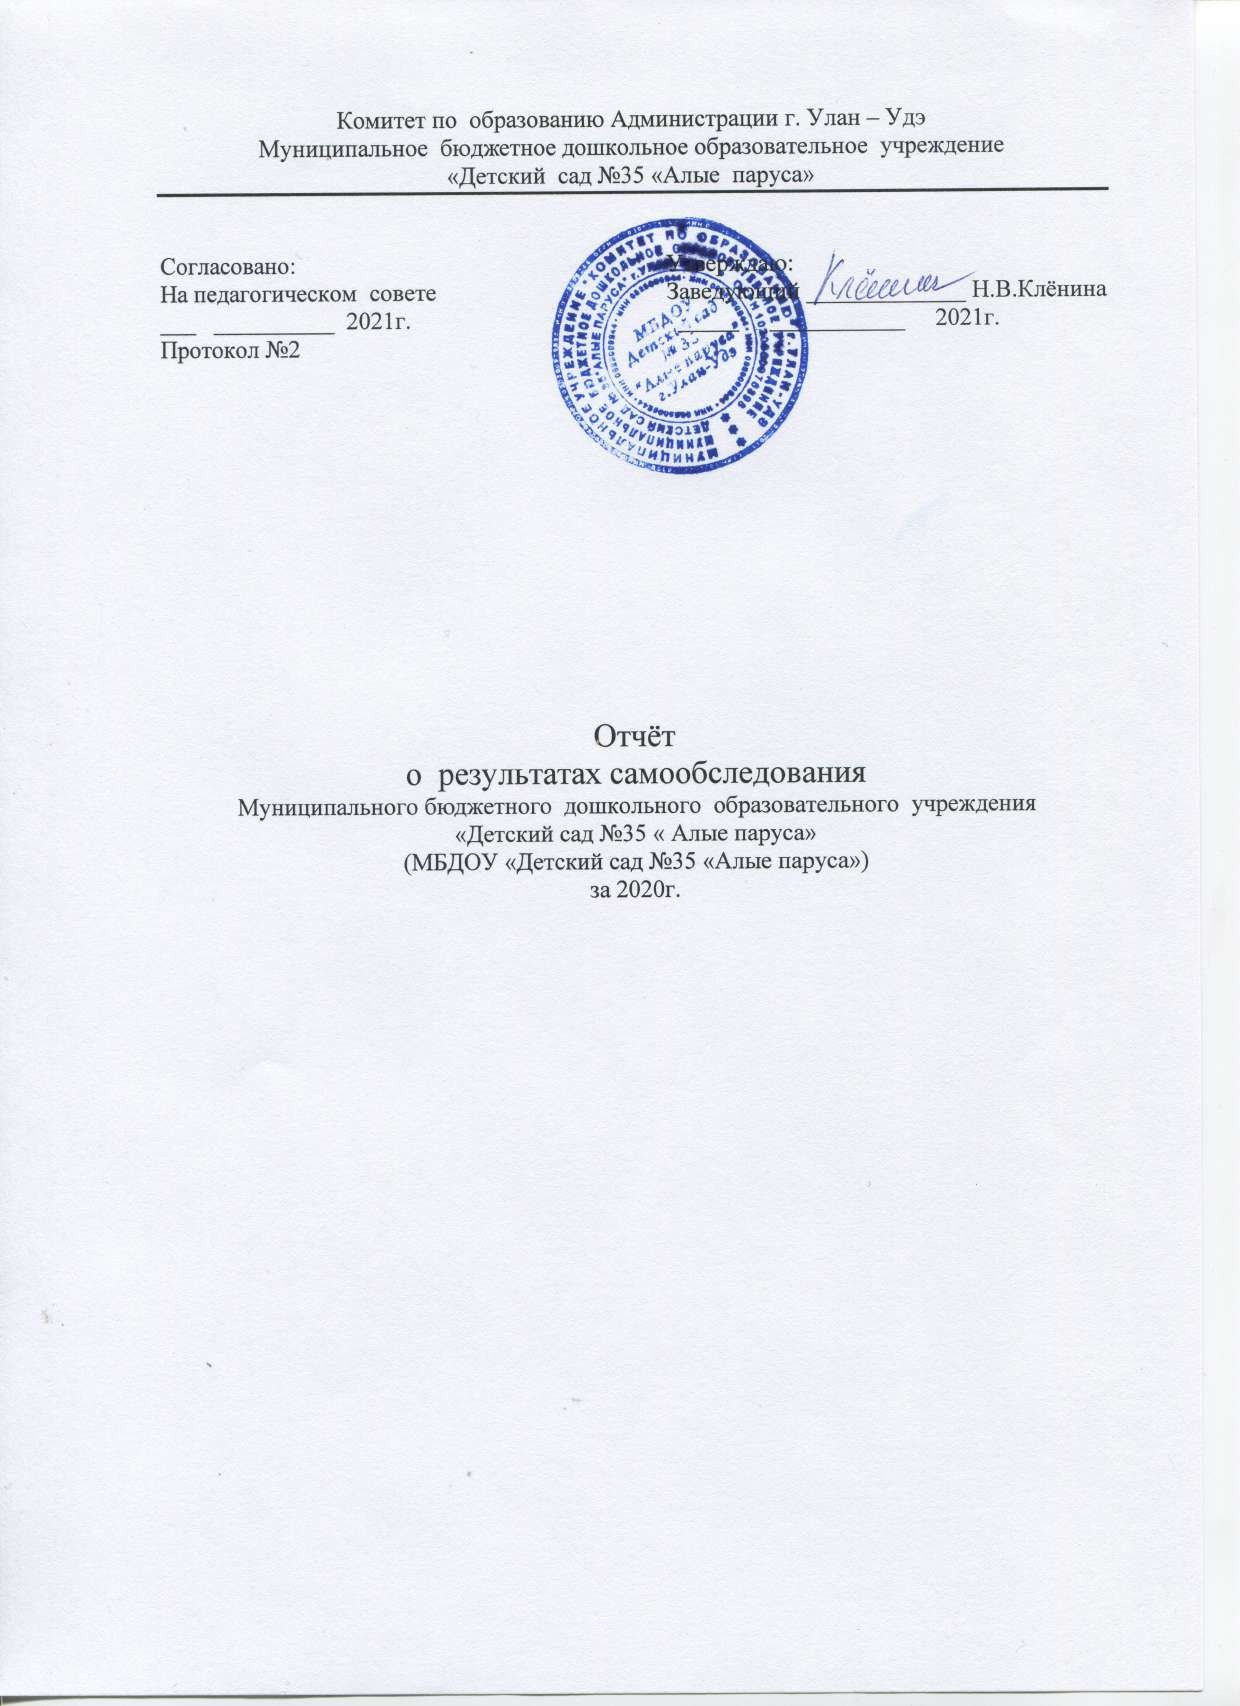 Комитет по образованию Администрации г. Улан – Удэ
Муниципальное бюджетное дошкольное образовательное учреждение
«Детский сад №35 «Алые паруса»
Согласовано:
На педагогическом совете
___ __________ 2021г.
Протокол №2
Утверждаю:
Заведующий _____________ Н.В.Клёнина
___________ 2021г.
МБДОУ
Детский сад
№ 35
"Алые паруса"
г.Улан-Удэ
Отчёт
о результатах самообследования
Муниципального бюджетного дошкольного образовательного учреждения
«Детский сад №35 « Алые паруса»
(МБДОУ «Детский сад №35 «Алые паруса»)
за 2020г.